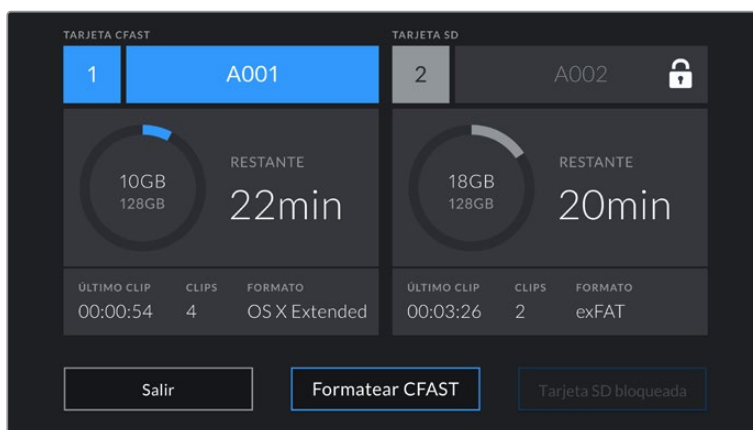 TARJETA CFAST
1
A001
10GB
128GB
RESTANTE
22min
ÚLTIMO CLIP CLIPS FORMATO
00:00:54 4 OS X Extended
TARJETA SD
2
A002
18GB
128GB
RESTANTE
20min
ÚLTIMO CLIP CLIPS FORMATO
00:03:26 2 exFAT
Salir
Formatear CFAST
Tarjeta SD bloqueada